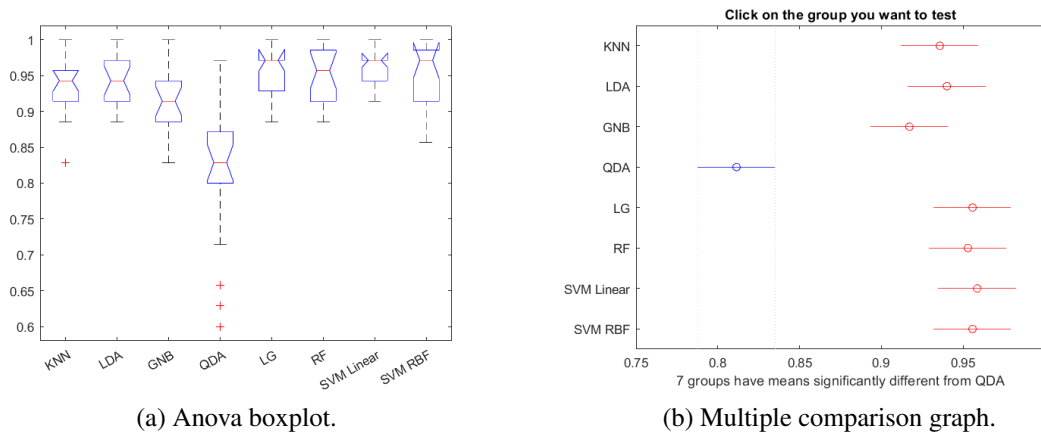 1
0.95
0.9
0.85
0.8
0.75
0.7
0.65
0.6
KNN
LDA
GNB
QDA
LG
RF
SVM Linear
SVM RBF
(a) Anova boxplot.
Click on the group you want to test
KNN
LDA
GNB
QDA
LG
RF
SVM Linear
SVM RBF
0.75 0.8 0.85 0.9 0.95
7 groups have means significantly different from QDA
(b) Multiple comparison graph.